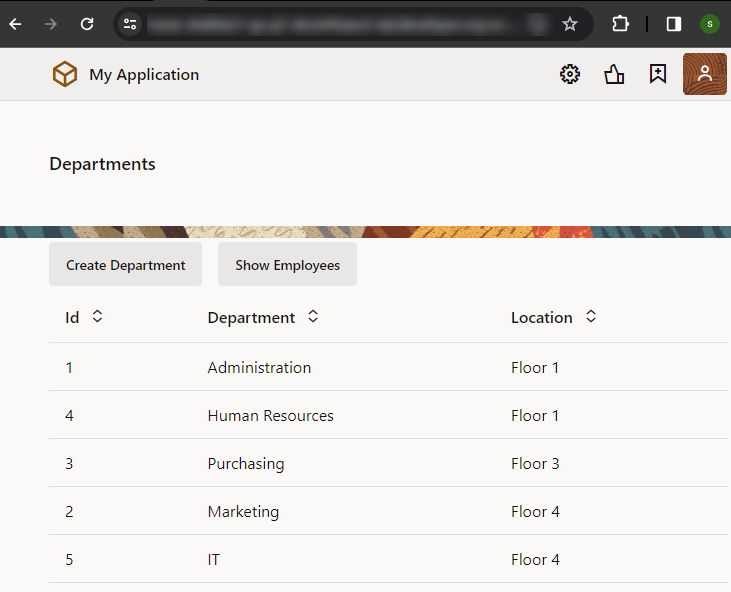 My Application
Departments
Create Department Show Employees
Id Department Location
1 Administration Floor 1
4 Human Resources Floor 1
3 Purchasing Floor 3
2 Marketing Floor 4
5 IT Floor 4